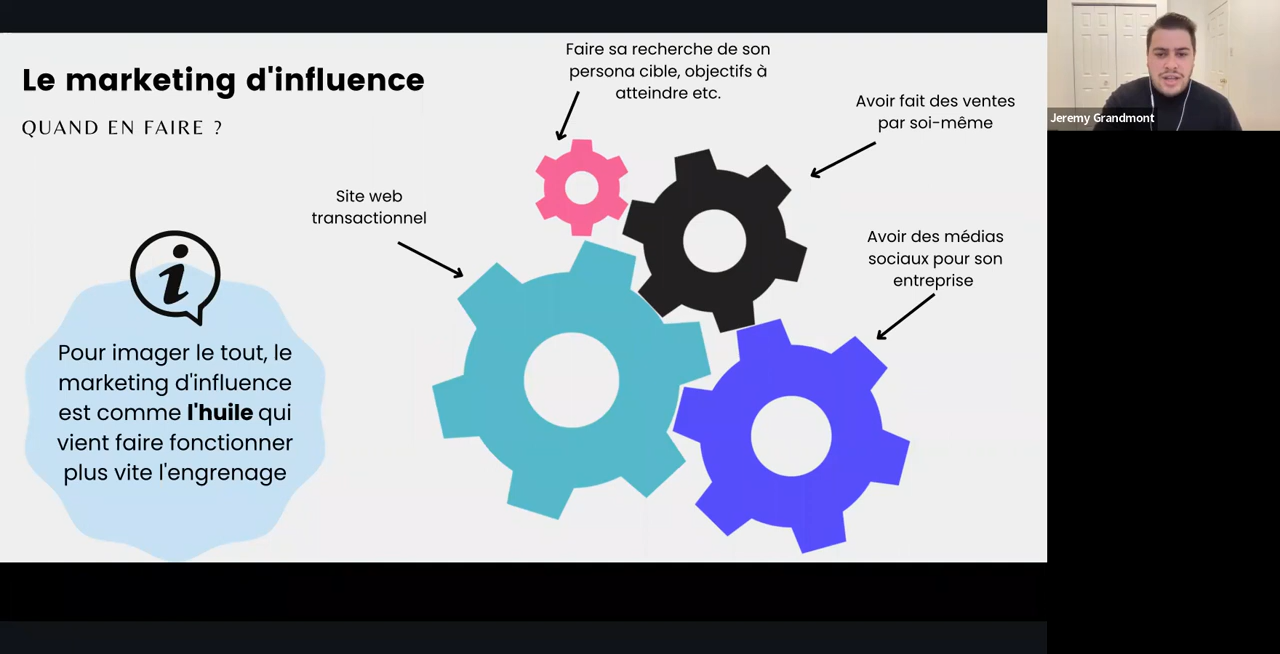 Le marketing d'influence
QUAND EN FAIRE ?
Faire sa recherche de son
persona cible, objectifs à
atteindre etc.
Avoir fait des ventes
par soi-même
Site web
transactionnel
Avoir des médias
sociaux pour son
entreprise
i
Pour imager le tout, le
marketing d'influence
est comme l'huile qui
vient faire fonctionner
plus vite l'engrenage
Jeremy Grandmont